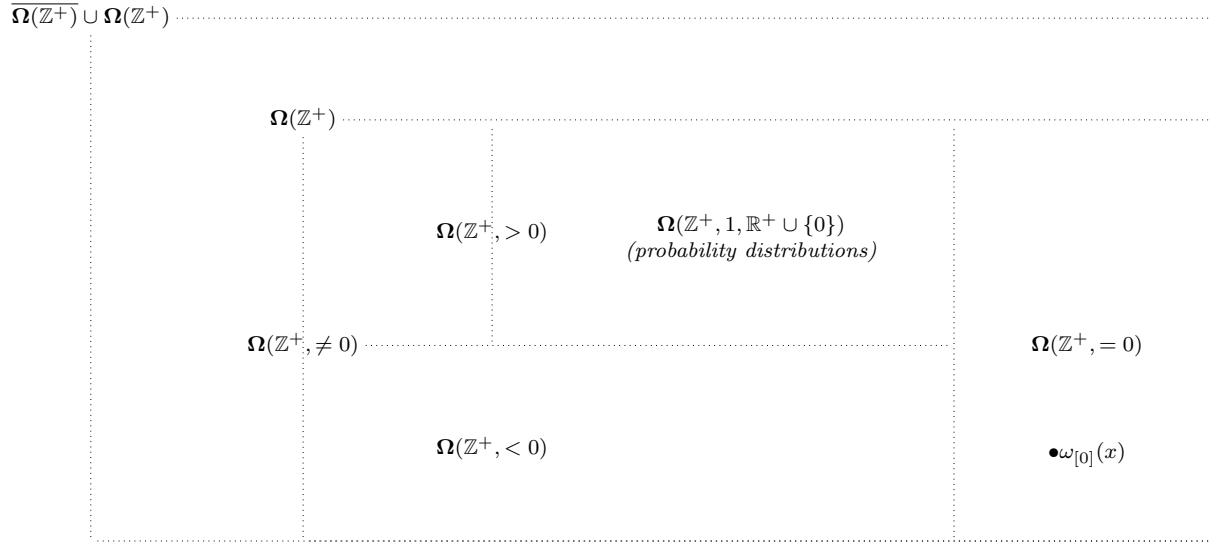 $\overline{\mathbf{\Omega}(\mathbb{Z}^+)} \cup \mathbf{\Omega}(\mathbb{Z}^+)$
$\mathbf{\Omega}(\mathbb{Z}^+)$
$\mathbf{\Omega}(\mathbb{Z}^+, > 0)$
$\mathbf{\Omega}(\mathbb{Z}^+, 1, \mathbb{R}^+ \cup \{0\})$
(probability distributions)
$\mathbf{\Omega}(\mathbb{Z}^+, \neq 0)$
$\mathbf{\Omega}(\mathbb{Z}^+, = 0)$
$\mathbf{\Omega}(\mathbb{Z}^+, < 0)$
$\bullet \omega_{[0]}(x)$